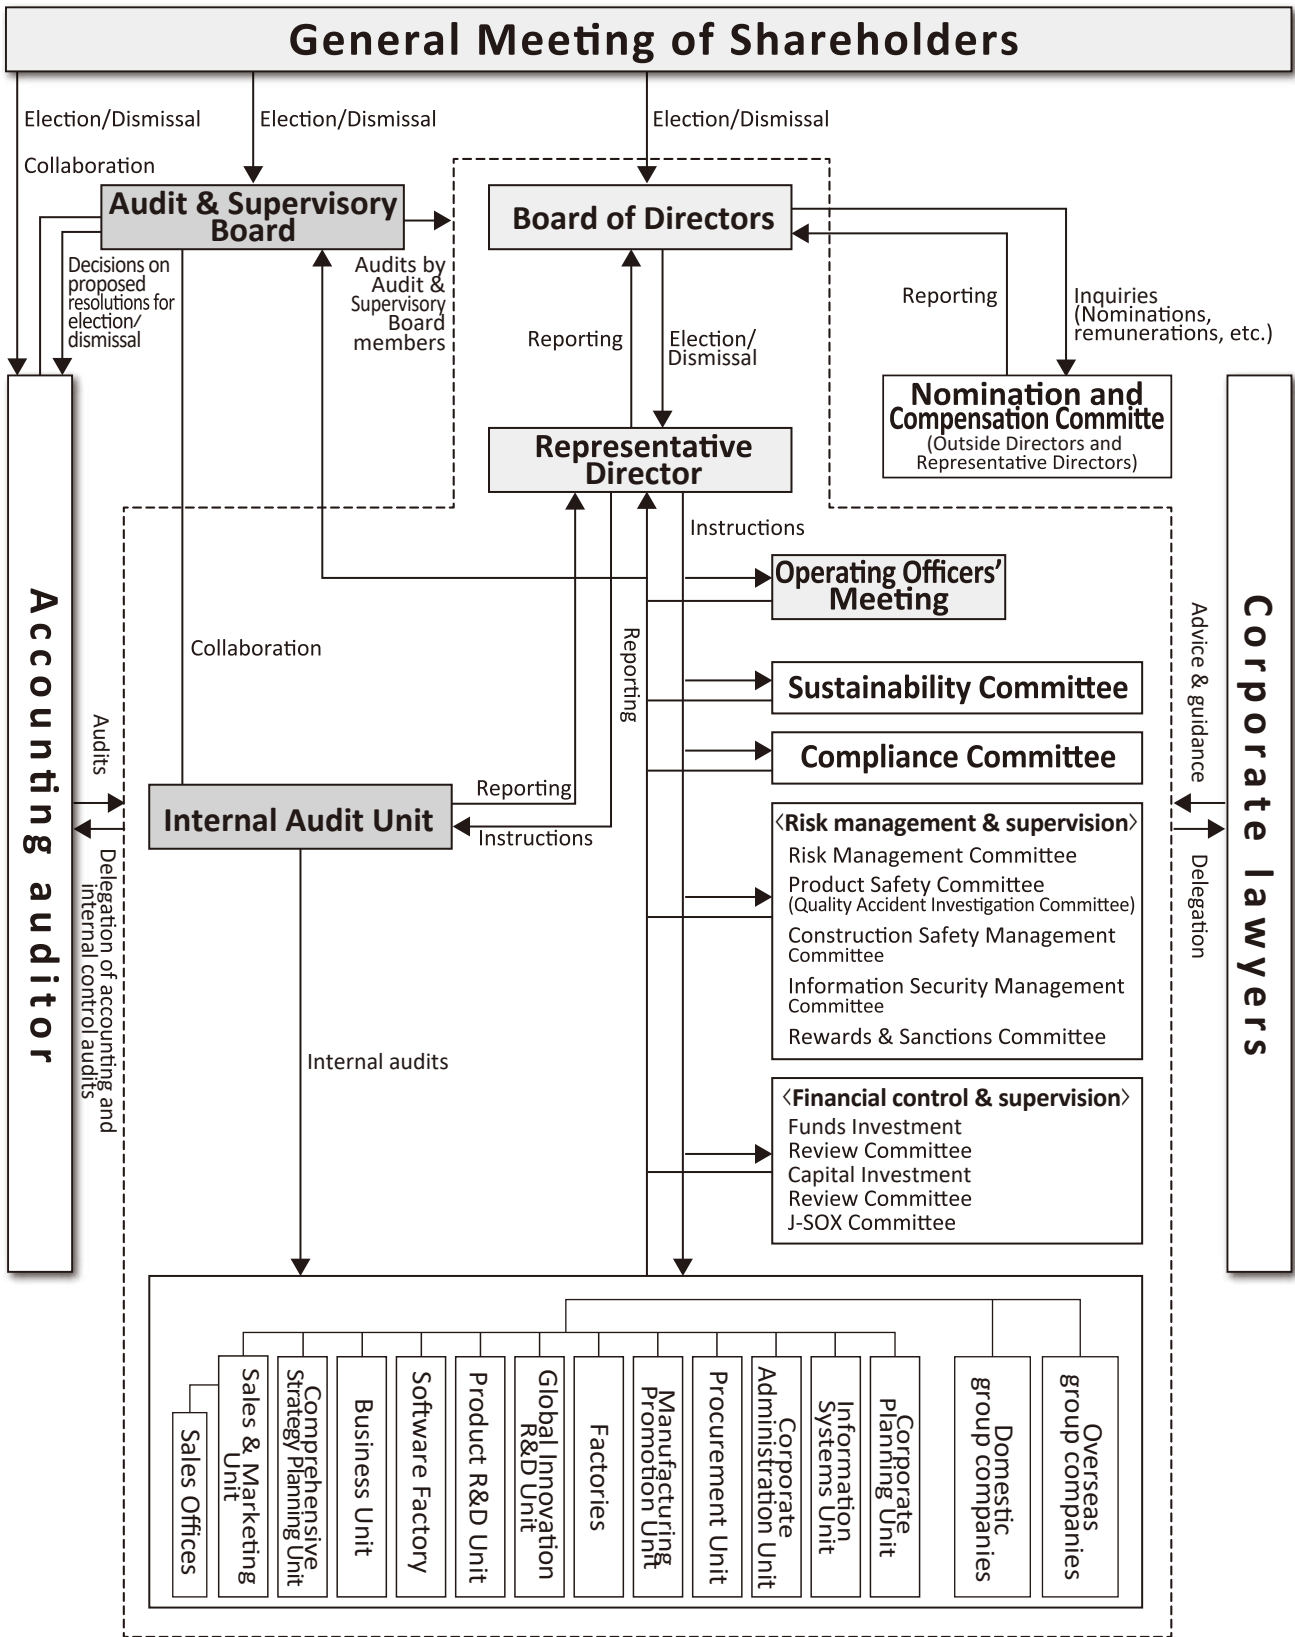 General Meeting of Shareholders
Election/Dismissal
Election/Dismissal
Election/Dismissal
Collaboration
Audit & Supervisory
Board
Board of Directors
Decisions on
proposed
resolutions for
election/
dismissal
Audits by
Audit &
Supervisory
Board
members
Reporting
Election/
Dismissal
Reporting
Inquiries
(Nominations,
remunerations, etc.)
Nomination and
Compensation Committe
(Outside Directors and
Representative Directors)
Representative
Director
Instructions
Operating Officers’
Meeting
Accounting auditor
Corporate lawyers
Collaboration
Reporting
Sustainability Committee
Compliance Committee
Audits
Delegation of accounting and
internal control audits
Advice & guidance
Delegation
Internal Audit Unit
Reporting
Instructions
〈Risk management & supervision〉
Risk Management Committee
Product Safety Committee
(Quality Accident Investigation Committee)
Construction Safety Management
Committee
Information Security Management
Committee
Rewards & Sanctions Committee
Internal audits
〈Financial control & supervision〉
Funds Investment
Review Committee
Capital Investment
Review Committee
J-SOX Committee
Sales Offices
Sales & Marketing
Unit
Comprehensive
Strategy Planning Unit
Business Unit
Software Factory
Product R&D Unit
Global Innovation
R&D Unit
Factories
Manufacturing
Promotion Unit
Procurement Unit
Corporate
Administration Unit
Information
Systems Unit
Corporate
Planning Unit
Domestic
group companies
Overseas
group companies